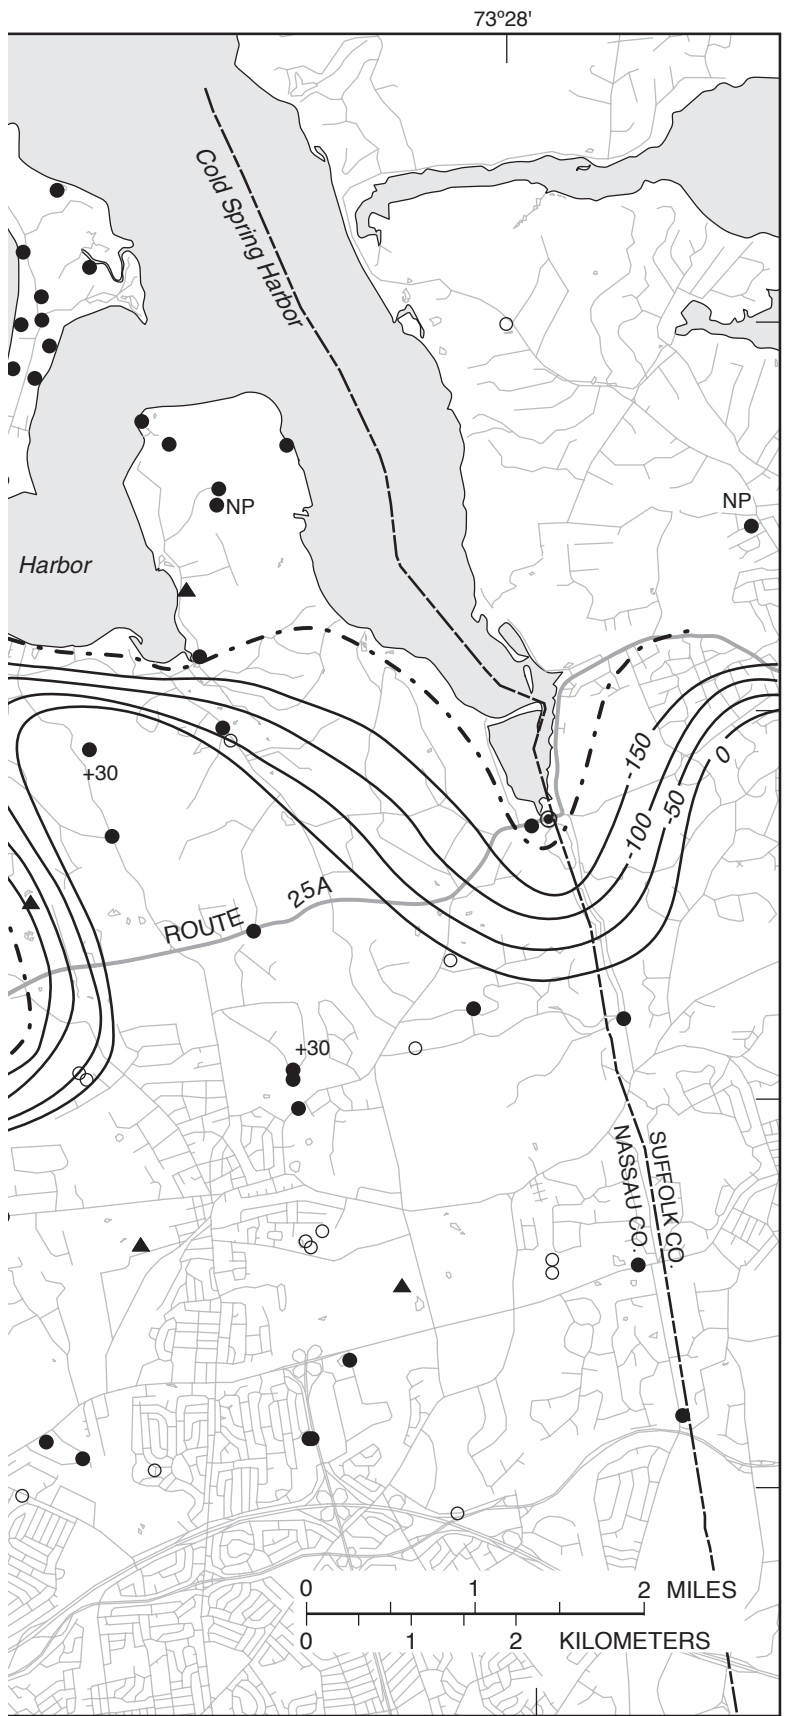 73°28'
Cold Spring Harbor
NP
NP
Harbor
-150
0
-50
-100
+30
ROUTE 25A
+30
SUFFOLK CO.
NASSAU CO.
0 1 2 MILES
0 1 2 KILOMETERS